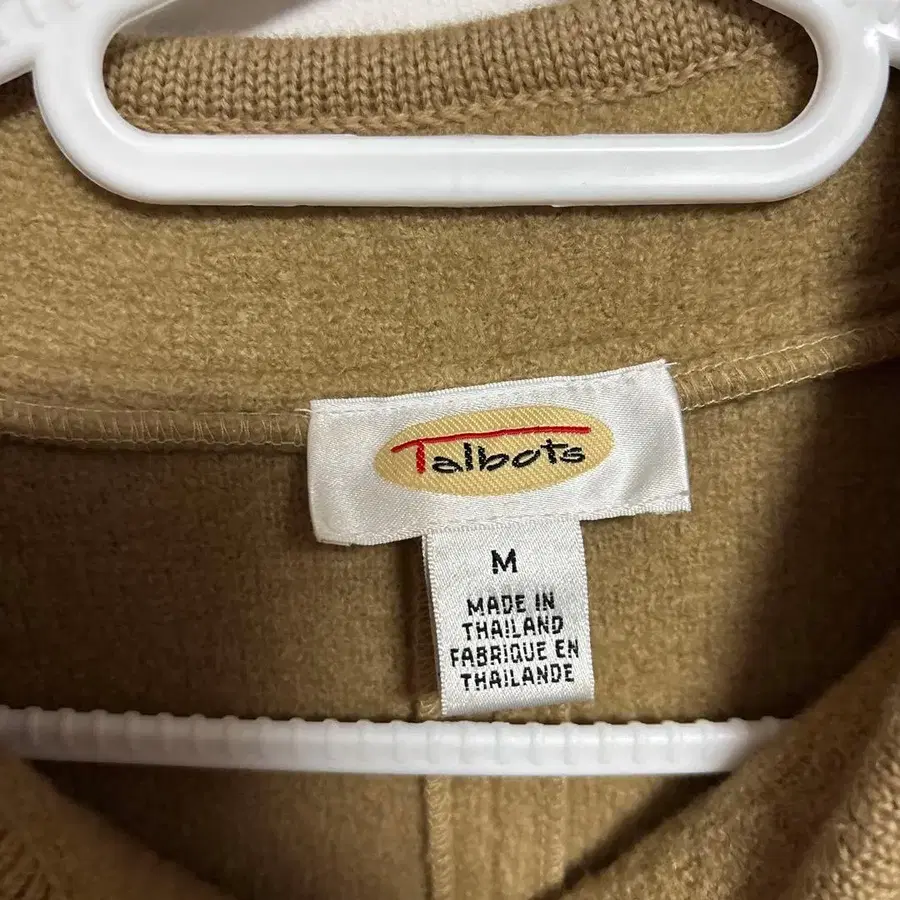 Talbots
M
MADE IN
THAILAND
FABRIQUE EN
THAILANDE